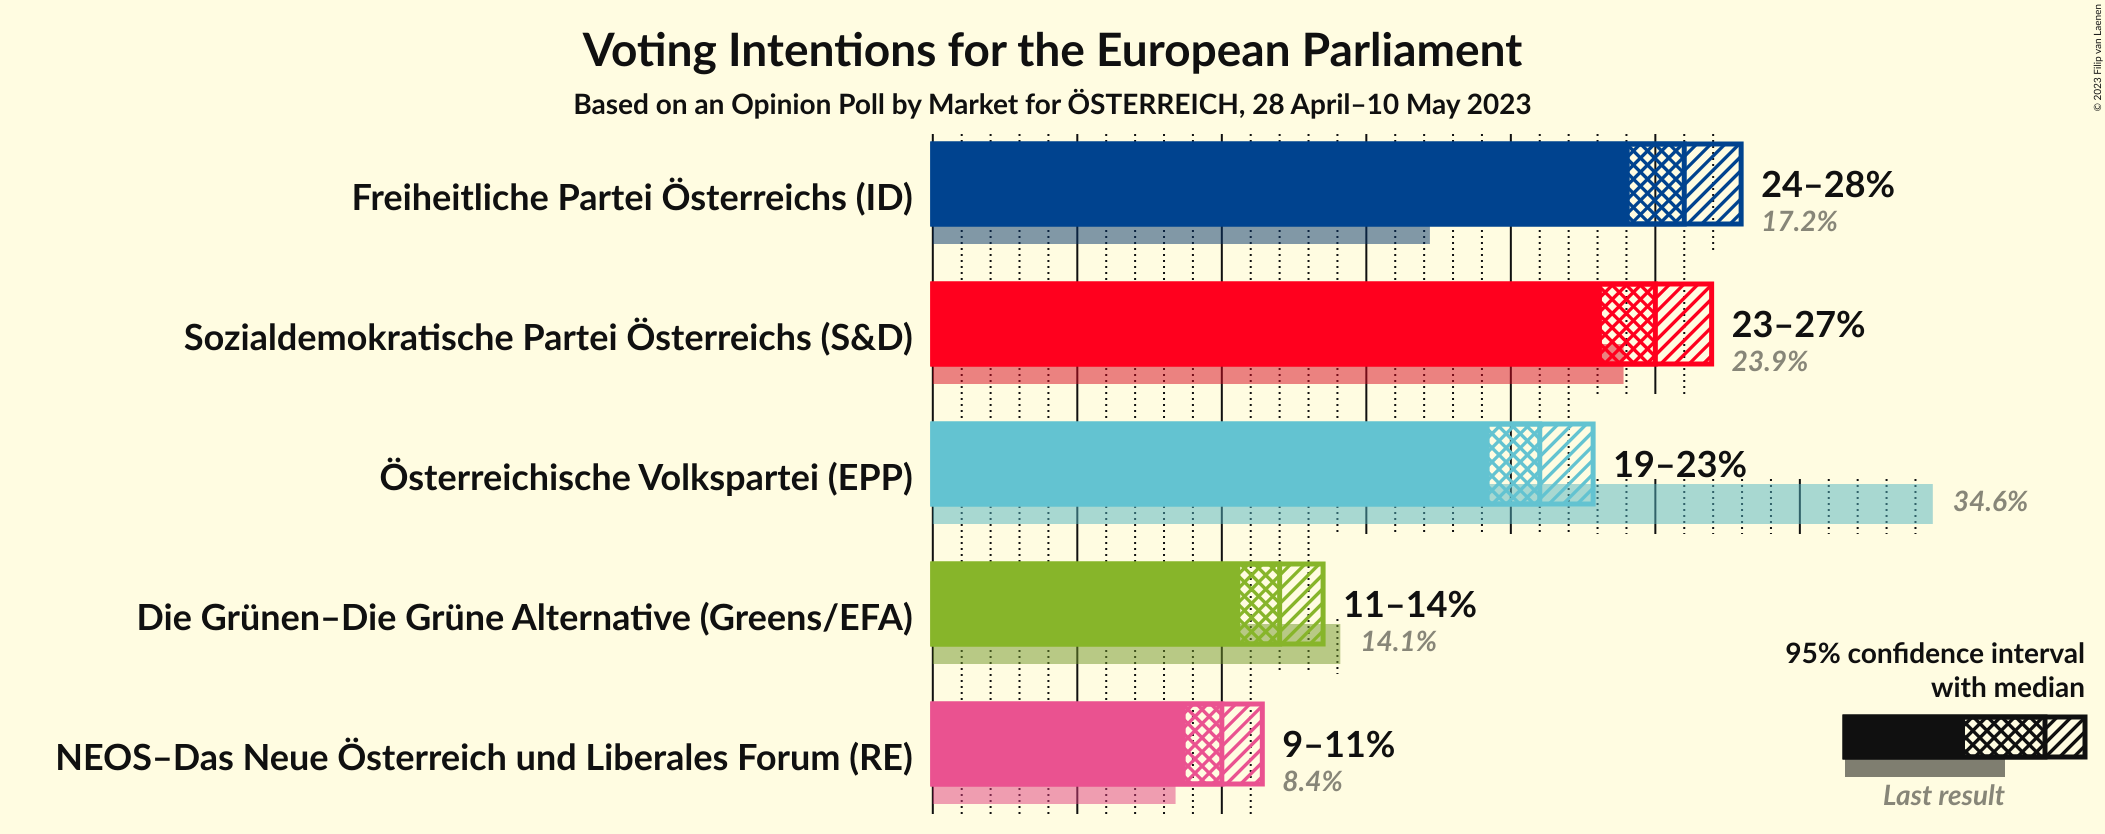 Voting Intentions for the European Parliament
Based on an Opinion Poll by Market for ÖSTERREICH, 28 April–10 May 2023
Freiheitliche Partei Österreichs (ID)
24–28%
17.2%
Sozialdemokratische Partei Österreichs (S&D)
23–27%
23.9%
Österreichische Volkspartei (EPP)
19–23%
34.6%
Die Grünen–Die Grüne Alternative (Greens/EFA)
11–14%
14.1%
NEOS–Das Neue Österreich und Liberales Forum (RE)
9–11%
8.4%
95% confidence interval
with median
Last result
© 2023 Filip van Laenen